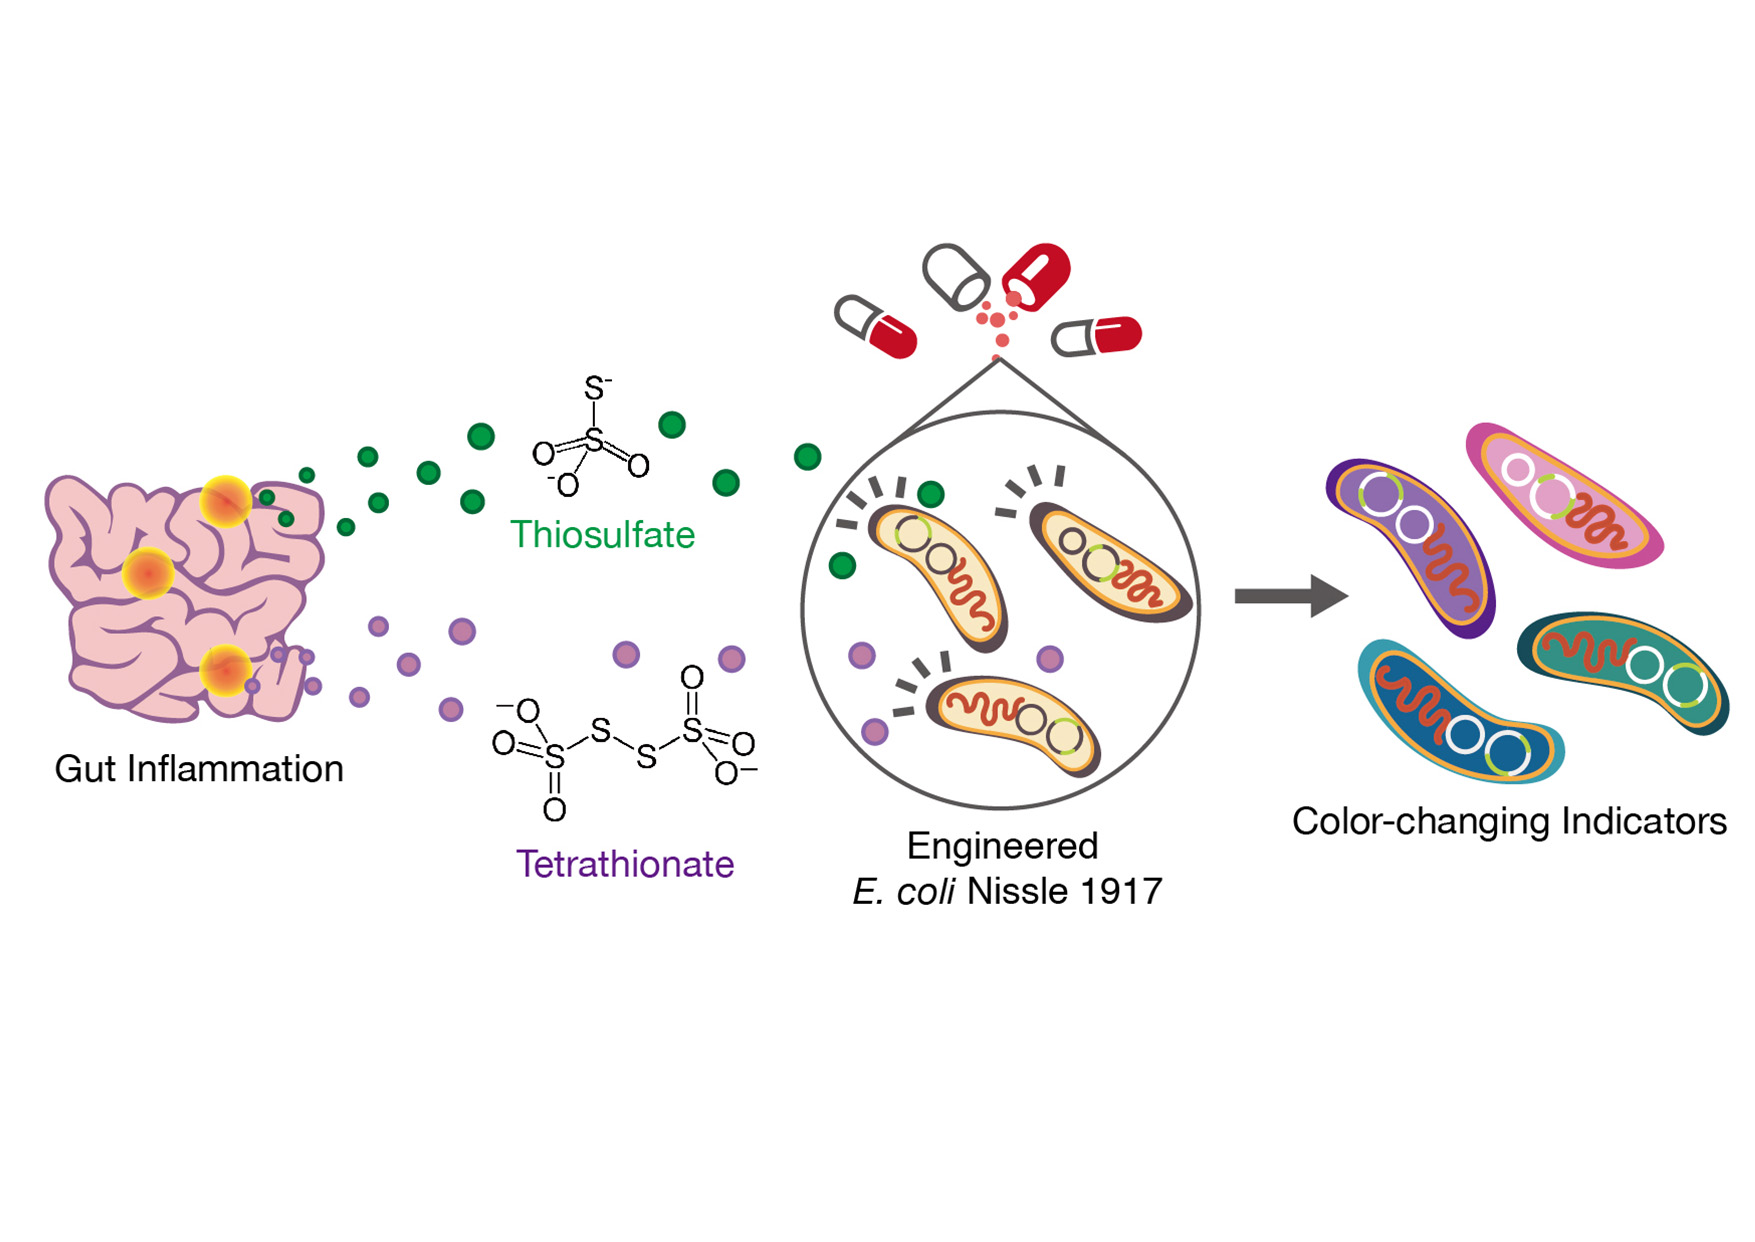 S-
S
O
O
-O
Thiosulfate
O
-O
S
O
S
S
O
S
O
O-
O
Tetrathionate
Gut Inflammation
Engineered
E. coli Nissle 1917
Color-changing Indicators